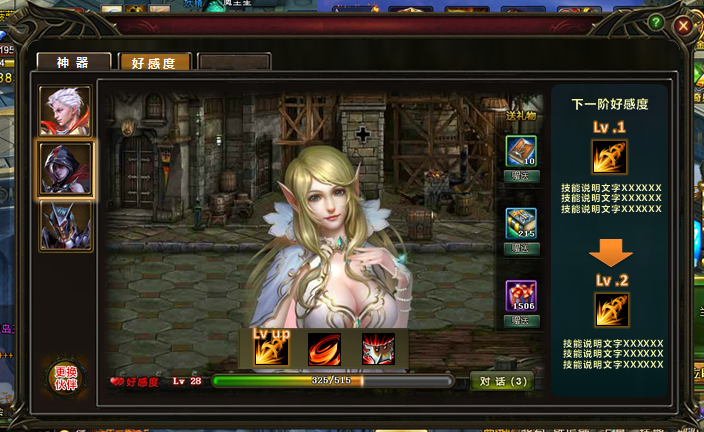 神器
好感度
下一阶好感度
Lv .1
送礼物
10
赠送
技能说明文字XXXXXX
技能说明文字XXXXXX
技能说明文字XXXXXX
215
赠送
Lv .2
1506
赠送
Lv up
技能说明文字XXXXXX
技能说明文字XXXXXX
技能说明文字XXXXXX
更换
伙伴
好感度 Lv 28
325/515
对话(3)